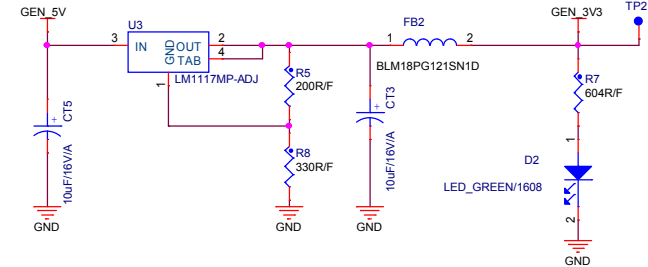 GEN_5V
U3
3
IN
GND
OUT
TAB
2
4
1
LM1117MP-ADJ
R5
200R/F
R8
330R/F
+
CT5
10uF/16V/A
+
CT3
10uF/16V/A
FB2
1
2
BLM18PG121SN1D
GEN_3V3
TP2
R7
604R/F
1
D2
LED_GREEN/1608
2
GND
GND
GND
GND